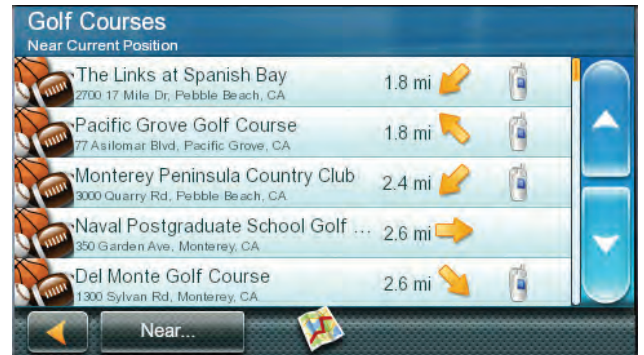 Golf Courses
Near Current Position
The Links at Spanish Bay 1.8 mi
2700 17 Mile Dr, Pebble Beach, CA
Pacific Grove Golf Course 1.8 mi
77 Asilomar Blvd, Pacific Grove, CA
Monterey Peninsula Country Club 2.4 mi
3000 Quarry Rd, Pebble Beach, CA
Naval Postgraduate School Golf ... 2.6 mi
350 Garden Ave, Monterey, CA
Del Monte Golf Course 2.6 mi
1300 Sylvan Rd, Monterey, CA
Near...